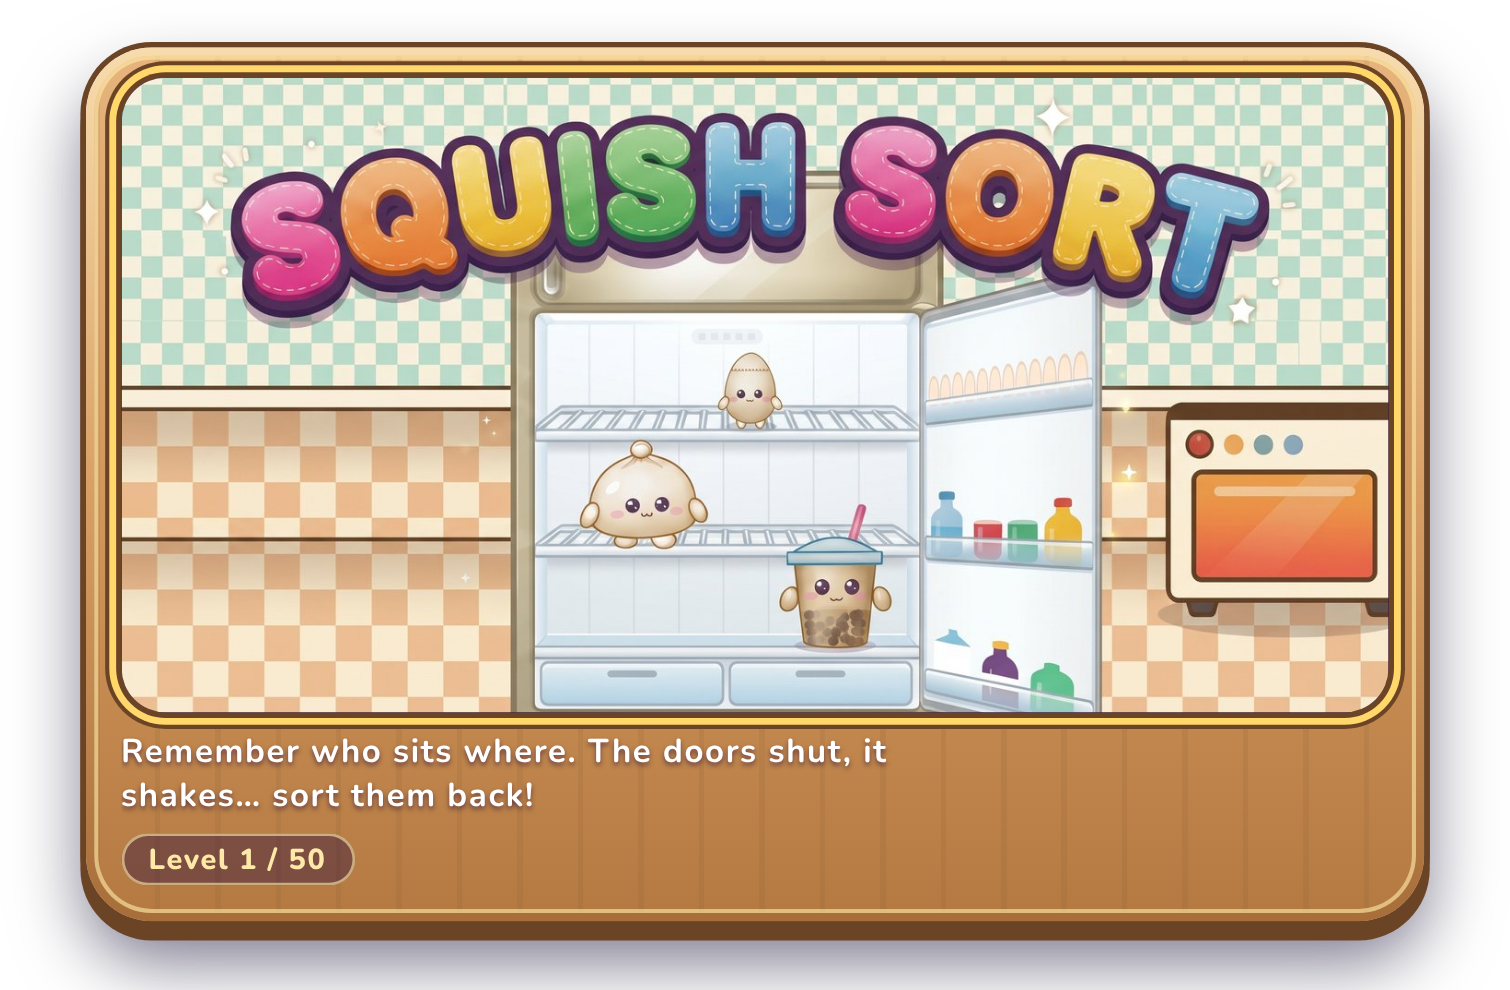 SQUISH SORT
Remember who sits where. The doors shut, it
shakes... sort them back!
Level 1 / 50